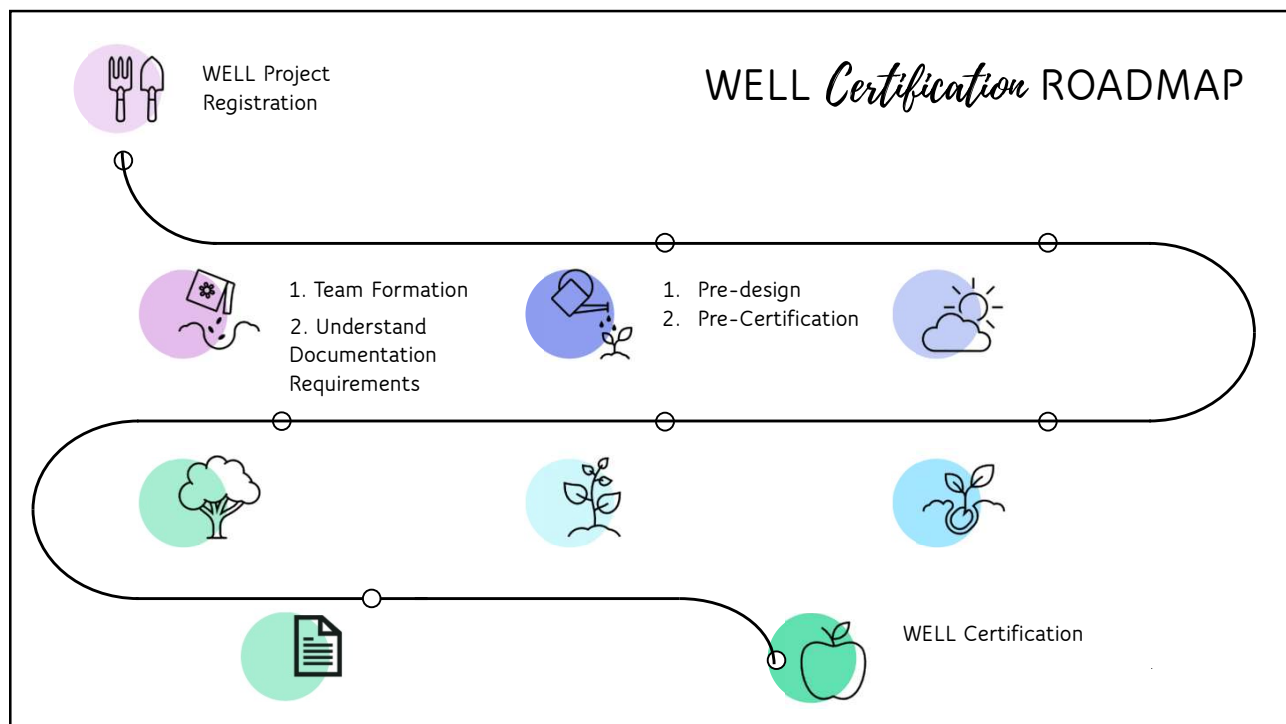 WELL Project
Registration
WELL Certification ROADMAP
1. Team Formation
2. Understand
Documentation
Requirements
1. Pre-design
2. Pre-Certification
WELL Certification